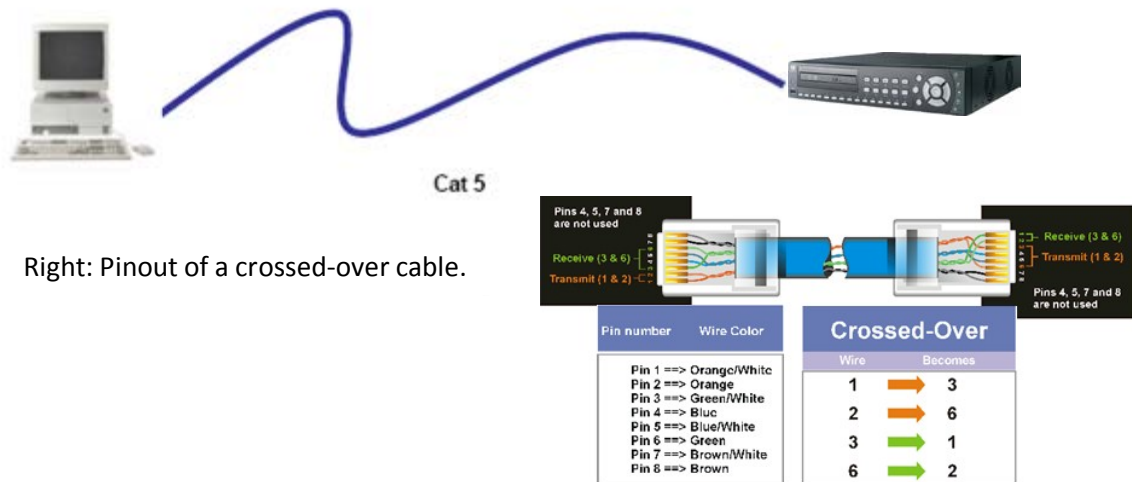 Cat 5
Right: Pinout of a crossed-over cable.
Pins 4, 5, 7 and 8
are not used
Receive (3 & 6)
Transmit (1 & 2)
Receive (3 & 6)
Transmit (1 & 2)
Pins 4, 5, 7 and 8
are not used
Pin number Wire Color
Pin 1 ==> Orange/White
Pin 2 ==> Orange
Pin 3 ==> Green/White
Pin 4 ==> Blue
Pin 5 ==> Blue/White
Pin 6 ==> Green
Pin 7 ==> Brown/White
Pin 8 ==> Brown
Crossed-Over
Wire Becomes
1 3
2 6
3 1
6 2